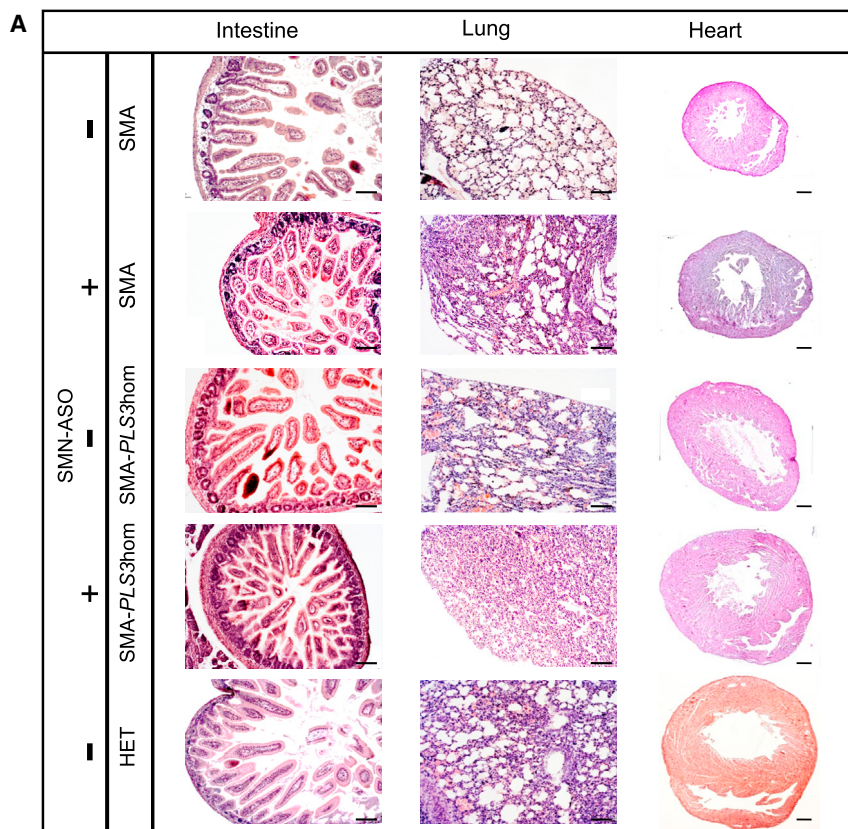 A
Intestine Lung Heart
SMN-ASO
- SMA
+ SMA
- SMA-PLS3hom
+ SMA-PLS3hom
- HET